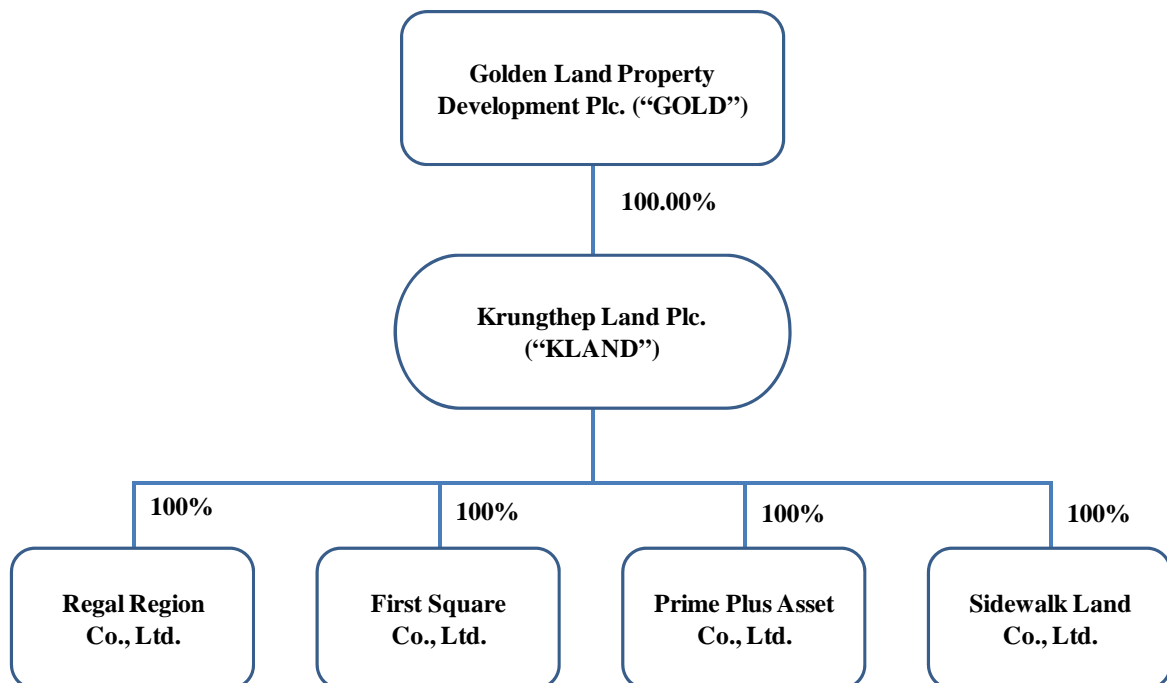 Golden Land Property
Development Plc. (“GOLD”)
100.00%
Krungthep Land Plc.
(“KLAND”)
100%
100%
100%
100%
Regal Region
Co., Ltd.
First Square
Co., Ltd.
Prime Plus Asset
Co., Ltd.
Sidewalk Land
Co., Ltd.